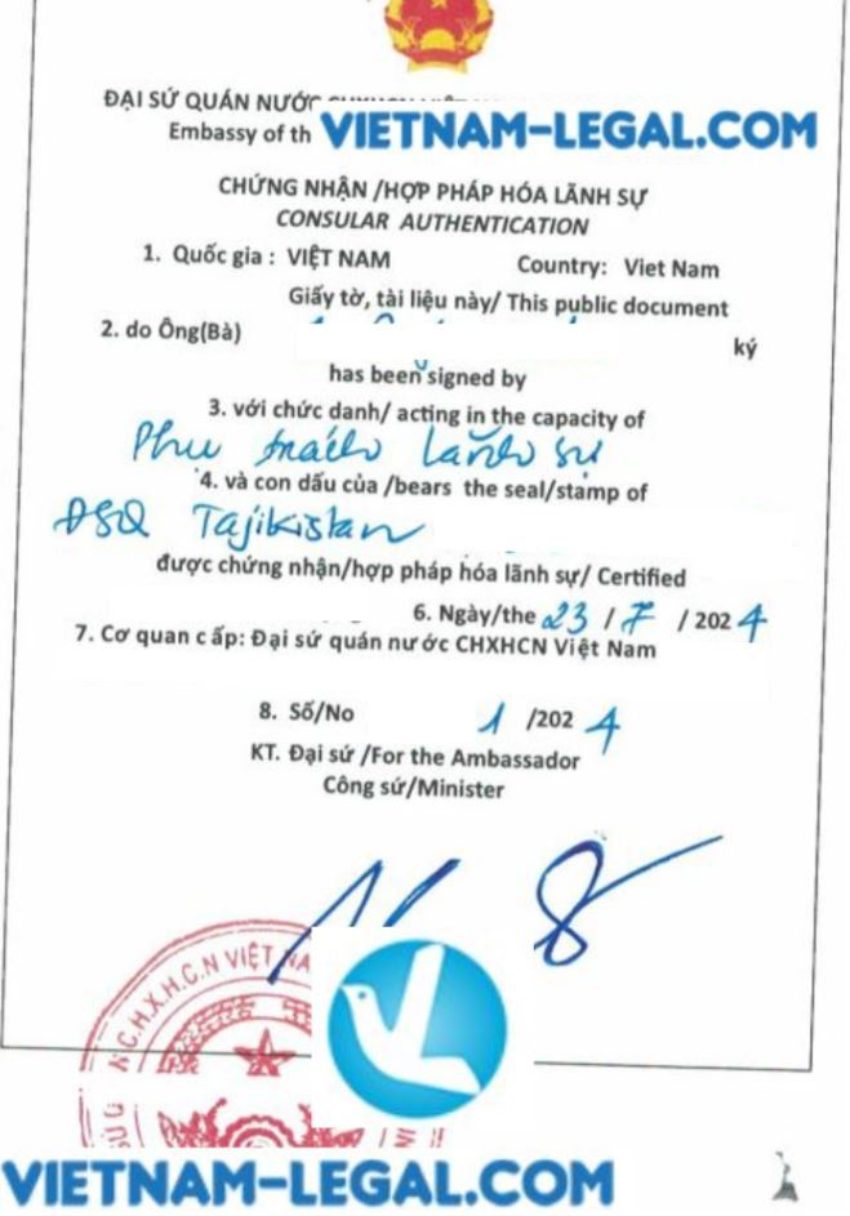 ĐẠI SỨ QUÁN NƯỚC
Embassy of th VIETNAM-LEGAL.COM
CHỨNG NHẬN /HỢP PHÁP HÓA LÃNH SỰ
CONSULAR AUTHENTICATION
1. Quốc gia : VIỆT NAM Country: Viet Nam
Giấy tờ, tài liệu này/ This public document
2. do Ông(Bà) ký
has been signed by
3. với chức danh/ acting in the capacity of
Phụ trách lãnh sự
4. và con dấu của /bears the seal/stamp of
ĐSQ Tajikistan
được chứng nhận/hợp pháp hóa lãnh sự/ Certified
6. Ngày/the 23 / 7 / 2024
7. Cơ quan cấp: Đại sứ quán nước CHXHCN Việt Nam
8. Số/No 1 /2024
KT. Đại sứ /For the Ambassador
Công sứ/Minister
C.H.X.H.C.N VIỆT NA
VIETNAM-LEGAL.COM